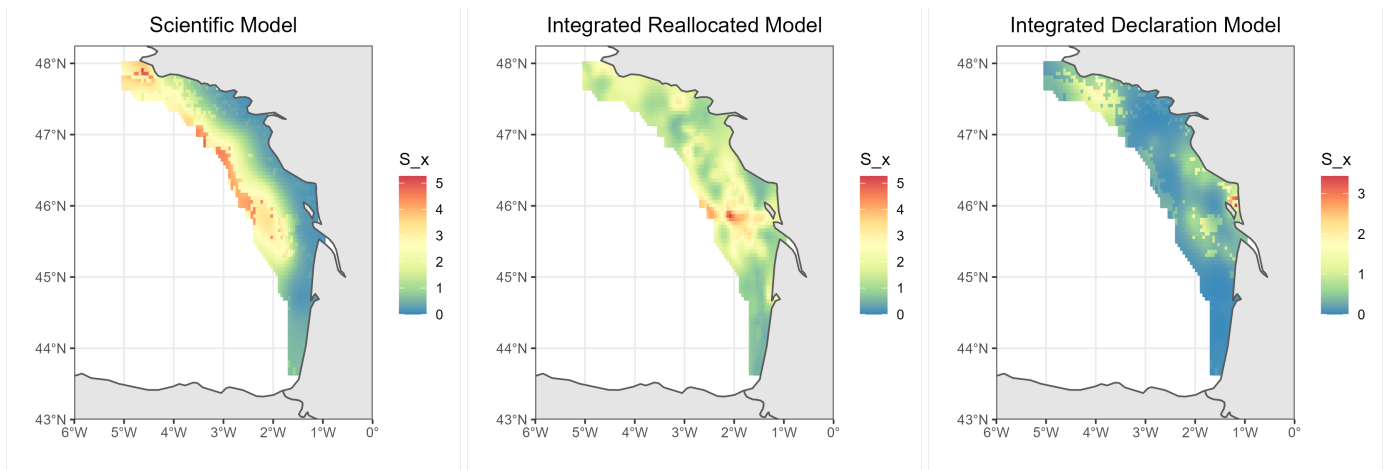 Scientific Model
48°N
47°N
46°N
45°N
44°N
43°N
6°W 5°W 4°W 3°W 2°W 1°W 0°
S_x
5
4
3
2
1
0
Integrated Reallocated Model
48°N
47°N
46°N
45°N
44°N
43°N
6°W 5°W 4°W 3°W 2°W 1°W 0°
S_x
5
4
3
2
1
0
Integrated Declaration Model
48°N
47°N
46°N
45°N
44°N
43°N
6°W 5°W 4°W 3°W 2°W 1°W 0°
S_x
3
2
1
0